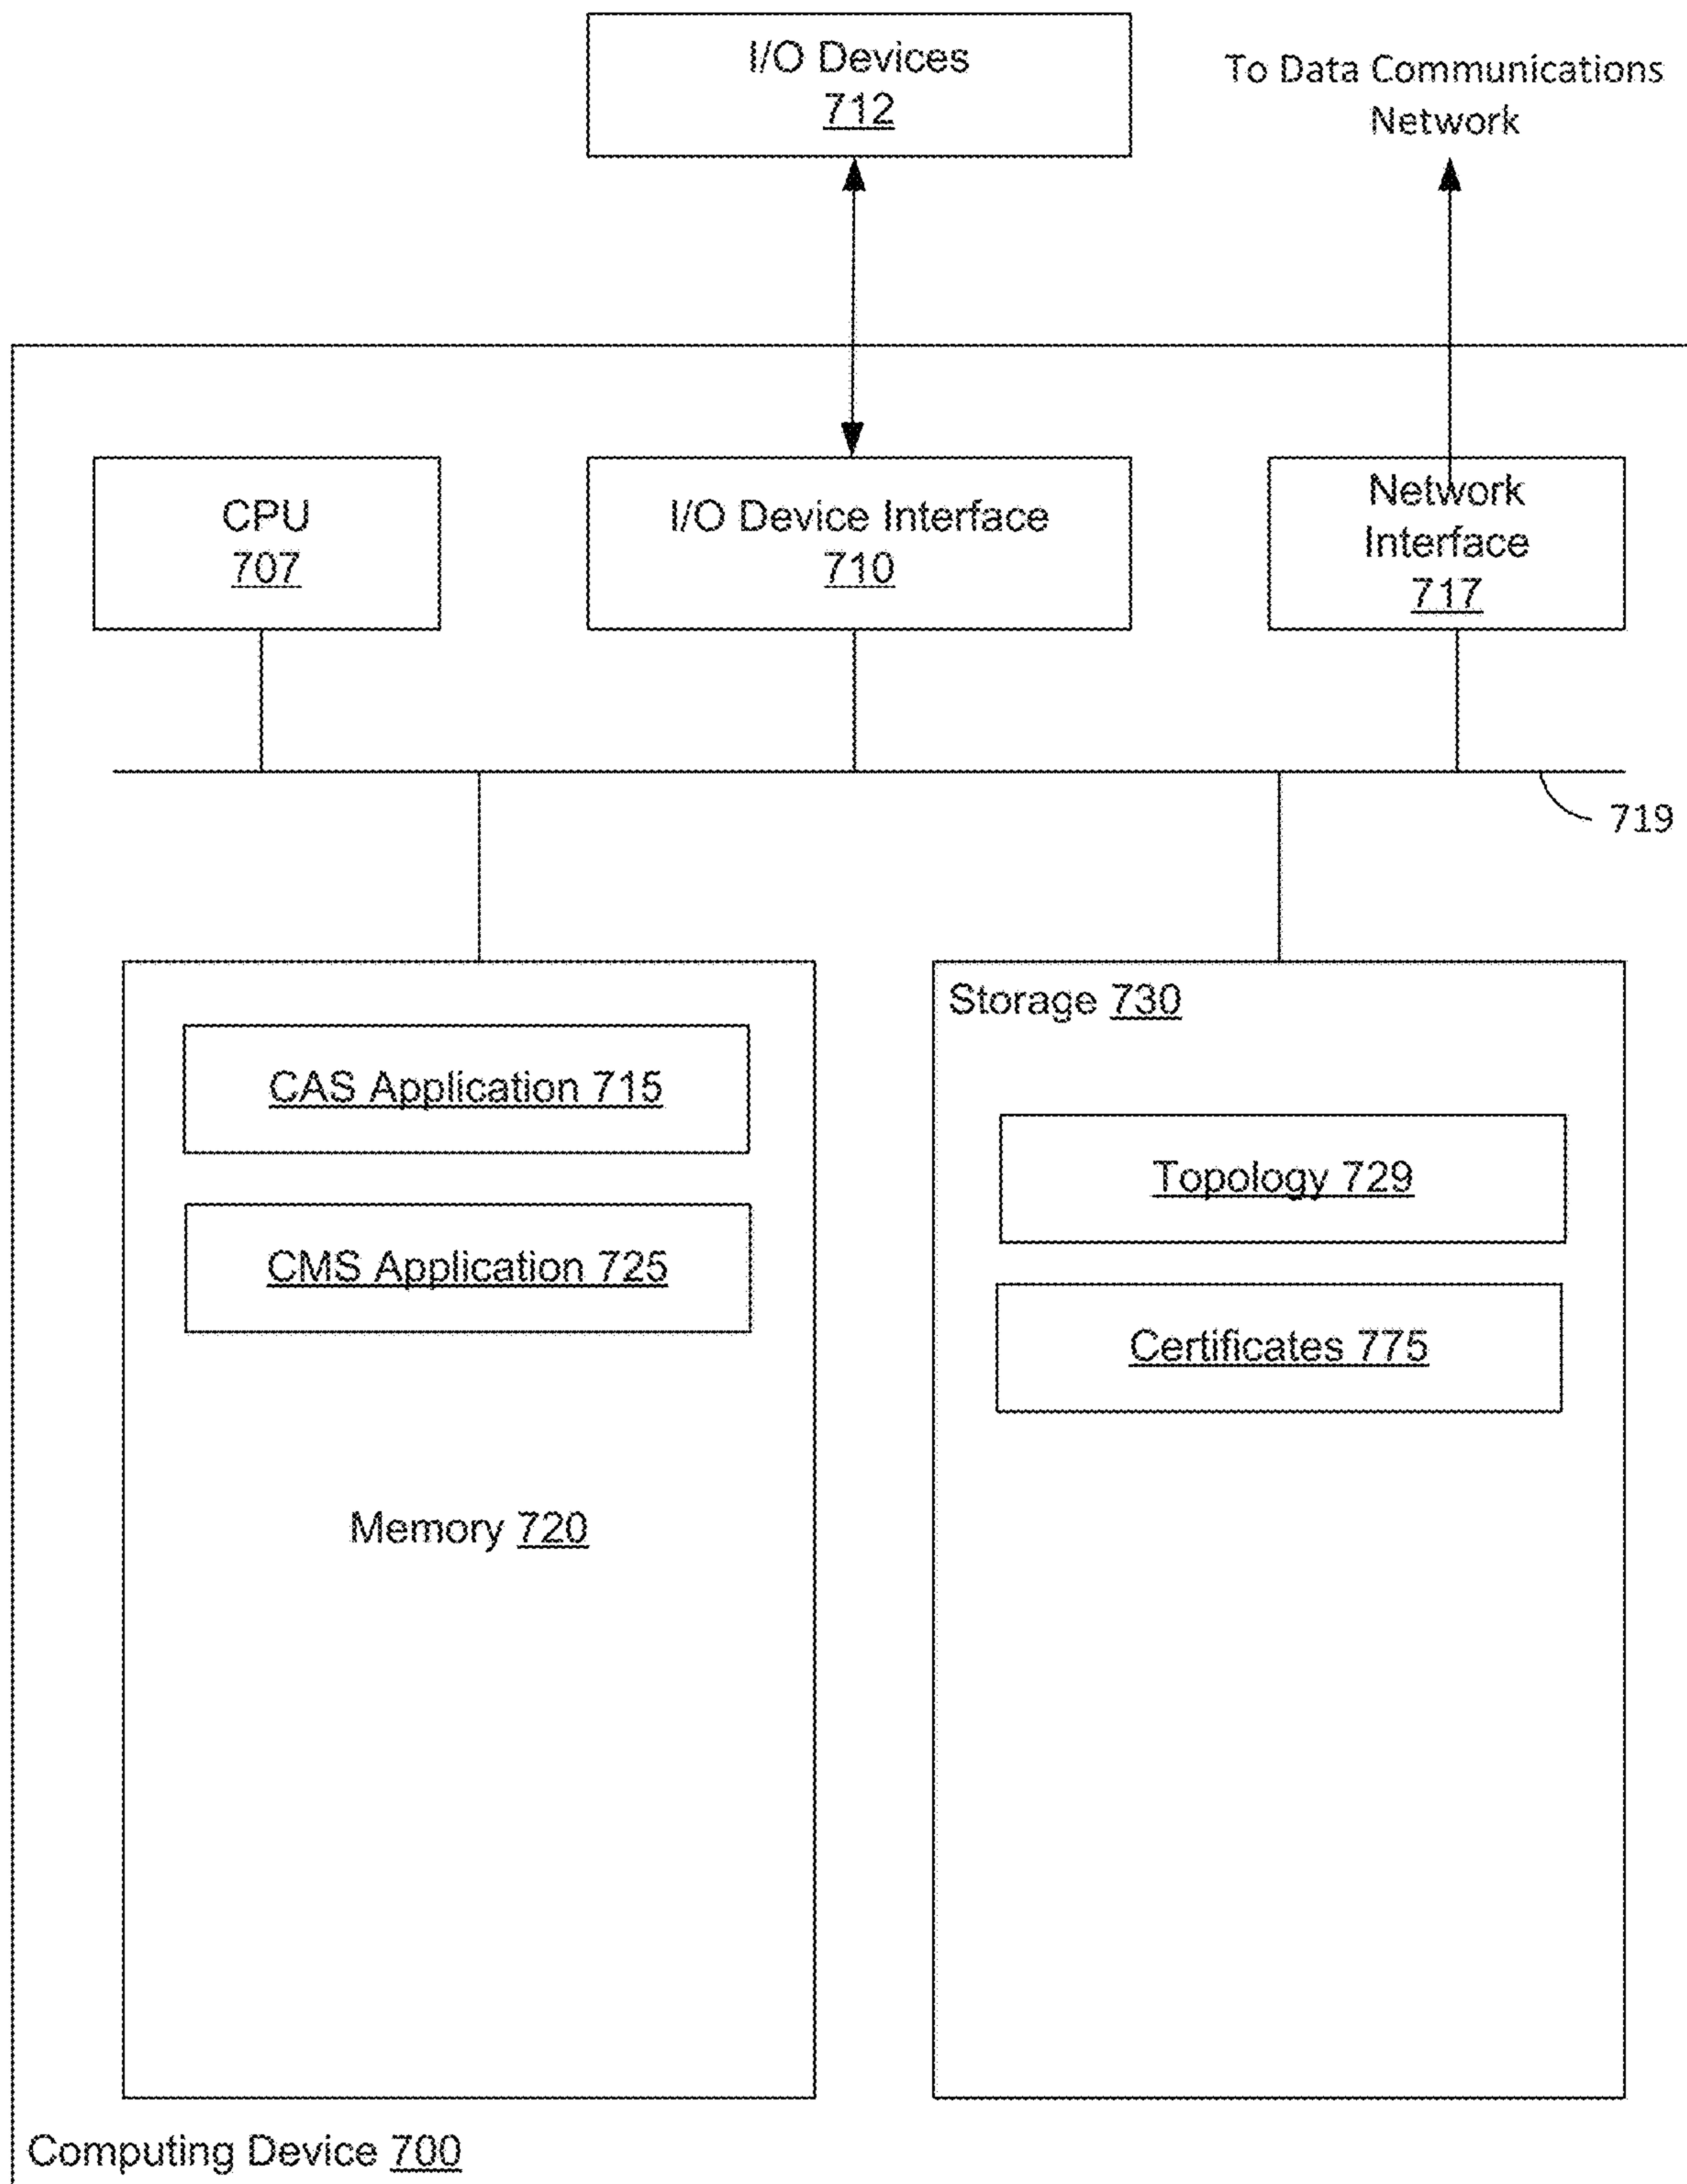 I/O Devices
712
To Data Communications
Network
CPU
707
I/O Device Interface
710
Network
Interface
717
719
CAS Application 715
CMS Application 725
Memory 720
Storage 730
Topology 729
Certificates 775
Computing Device 700